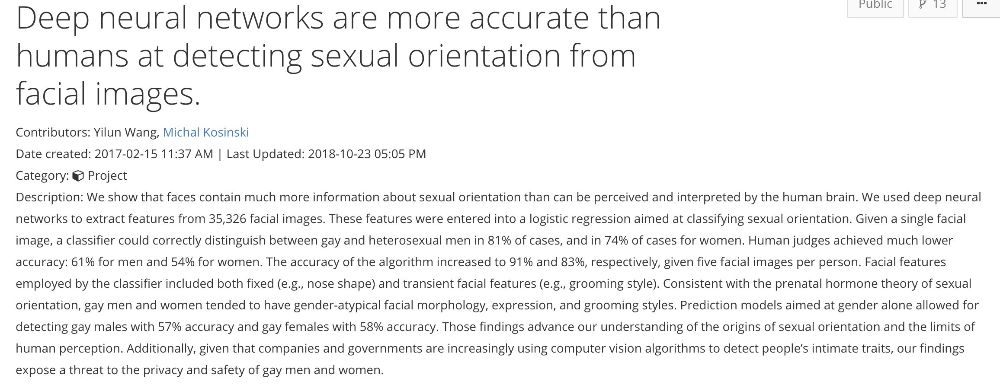 Deep neural networks are more accurate than
humans at detecting sexual orientation from
facial images.
Public
13
Contributors: Yilun Wang, Michal Kosinski
Date created: 2017-02-15 11:37 AM | Last Updated: 2018-10-23 05:05 PM
Category: Project
Description: We show that faces contain much more information about sexual orientation than can be perceived and interpreted by the human brain. We used deep neural
networks to extract features from 35,326 facial images. These features were entered into a logistic regression aimed at classifying sexual orientation. Given a single facial
image, a classifier could correctly distinguish between gay and heterosexual men in 81% of cases, and in 74% of cases for women. Human judges achieved much lower
accuracy: 61% for men and 54% for women. The accuracy of the algorithm increased to 91% and 83%, respectively, given five facial images per person. Facial features
employed by the classifier included both fixed (e.g., nose shape) and transient facial features (e.g., grooming style). Consistent with the prenatal hormone theory of sexual
orientation, gay men and women tended to have gender-atypical facial morphology, expression, and grooming styles. Prediction models aimed at gender alone allowed for
detecting gay males with 57% accuracy and gay females with 58% accuracy. Those findings advance our understanding of the origins of sexual orientation and the limits of
human perception. Additionally, given that companies and governments are increasingly using computer vision algorithms to detect people’s intimate traits, our findings
expose a threat to the privacy and safety of gay men and women.